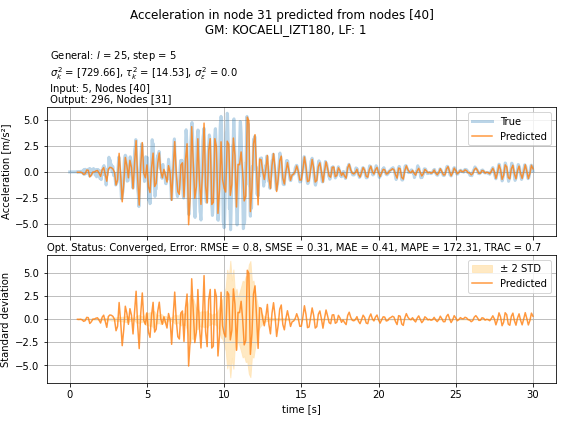 Acceleration in node 31 predicted from nodes [40]
GM: KOCAELI_IZT180, LF: 1
General: l = 25, step = 5
σ²ₖ = [729.66], τ²ₖ = [14.53], σ²ε = 0.0
Input: 5, Nodes [40]
Output: 296, Nodes [31]
Acceleration [m/s²]
5.0
2.5
0.0
−2.5
−5.0
True
Predicted
Opt. Status: Converged, Error: RMSE = 0.8, SMSE = 0.31, MAE = 0.41, MAPE = 172.31, TRAC = 0.7
Standard deviation
5.0
2.5
0.0
−2.5
−5.0
± 2 STD
Predicted
0 5 10 15 20 25 30
time [s]